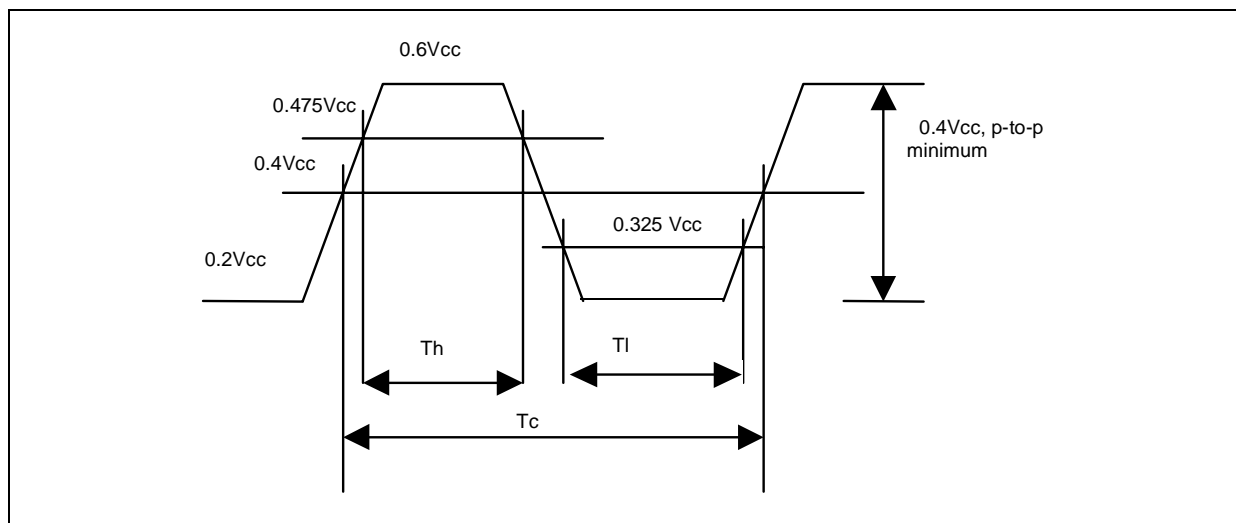 0.6Vcc
0.475Vcc
0.4Vcc, p-to-p
minimum
0.4Vcc
0.325 Vcc
0.2Vcc
Th
Tl
Tc